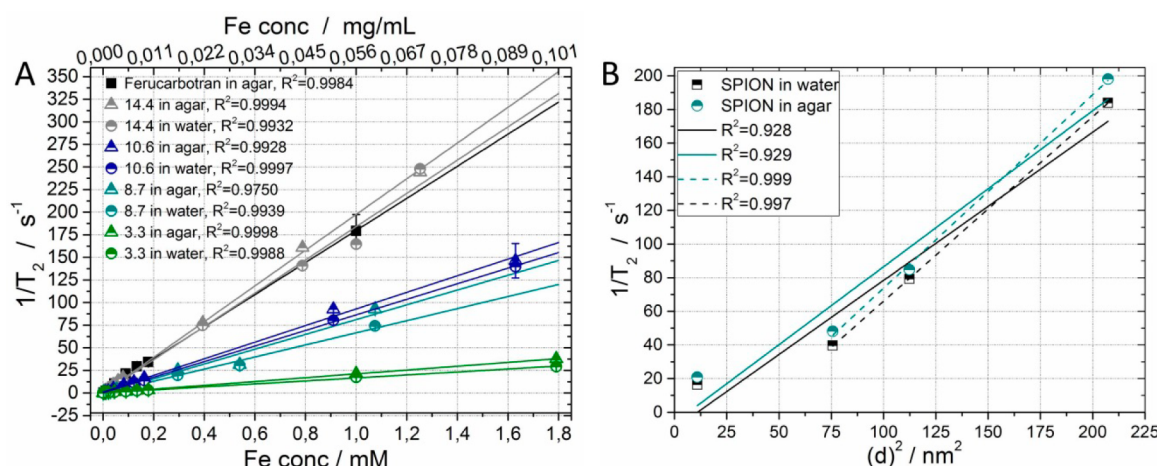 Fe conc / mg/mL
0,000 0,011 0,022 0,034 0,045 0,056 0,067 0,078 0,089 0,101
A
350
325
300
275
250
225
200
175
150
125
100
75
50
25
0
-25
1/T2 / s-1
Ferucarbotran in agar, R2=0.9984
14.4 in agar, R2=0.9994
14.4 in water, R2=0.9932
10.6 in agar, R2=0.9928
10.6 in water, R2=0.9997
8.7 in agar, R2=0.9750
8.7 in water, R2=0.9939
3.3 in agar, R2=0.9998
3.3 in water, R2=0.9988
0,0 0,2 0,4 0,6 0,8 1,0 1,2 1,4 1,6 1,8
Fe conc / mM
B
200
180
160
140
120
100
80
60
40
20
0
1/T2 / s-1
SPION in water
SPION in agar
R2=0.928
R2=0.929
R2=0.999
R2=0.997
0 25 50 75 100 125 150 175 200 225
(d)2 / nm2